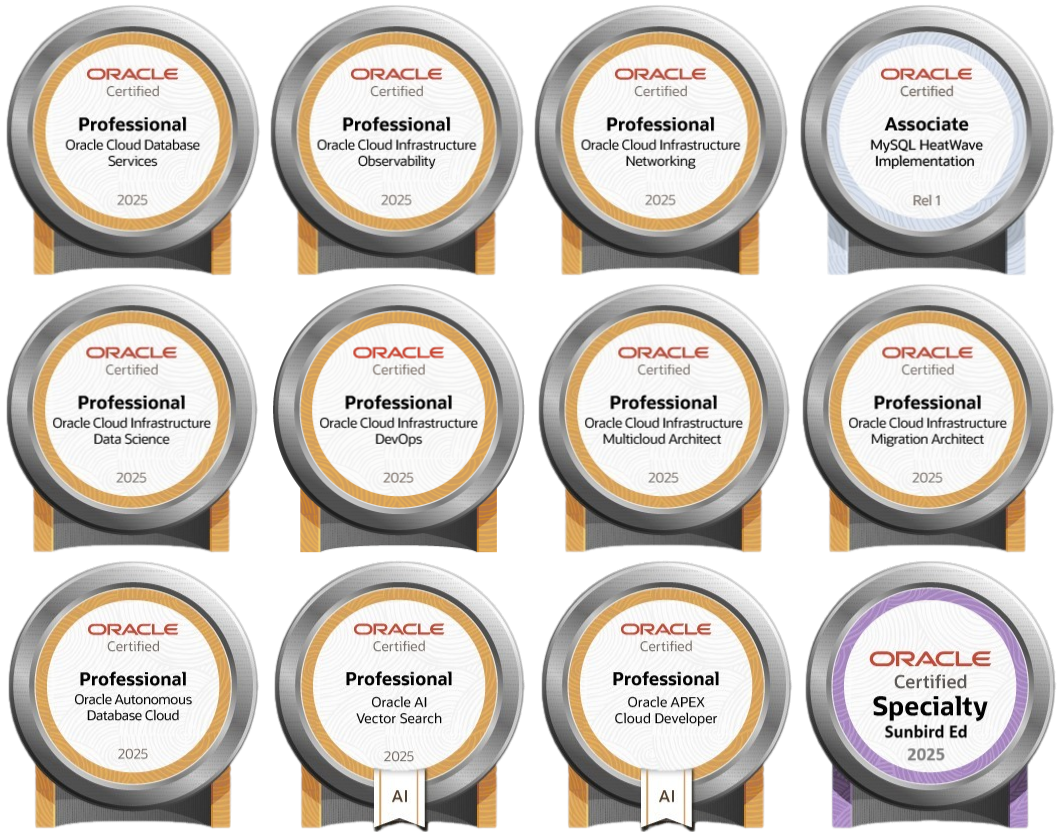 ORACLE
Certified
Professional
Oracle Cloud Database
Services
2025
ORACLE
Certified
Professional
Oracle Cloud Infrastructure
Observability
2025
ORACLE
Certified
Professional
Oracle Cloud Infrastructure
Networking
2025
ORACLE
Certified
Associate
MySQL HeatWave
Implementation
Rel 1
ORACLE
Certified
Professional
Oracle Cloud Infrastructure
Data Science
2025
ORACLE
Certified
Professional
Oracle Cloud Infrastructure
DevOps
2025
ORACLE
Certified
Professional
Oracle Cloud Infrastructure
Multicloud Architect
2025
ORACLE
Certified
Professional
Oracle Cloud Infrastructure
Migration Architect
2025
ORACLE
Certified
Professional
Oracle Autonomous
Database Cloud
2025
ORACLE
Certified
Professional
Oracle AI
Vector Search
2025
AI
ORACLE
Certified
Professional
Oracle APEX
Cloud Developer
AI
ORACLE
Certified
Specialty
Sunbird Ed
2025